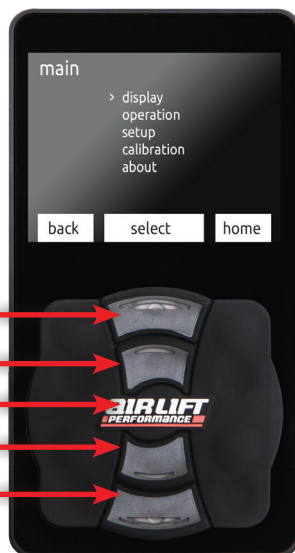 main
> display
operation
setup
calibration
about
back select home
AIRLIFT
PERFORMANCE